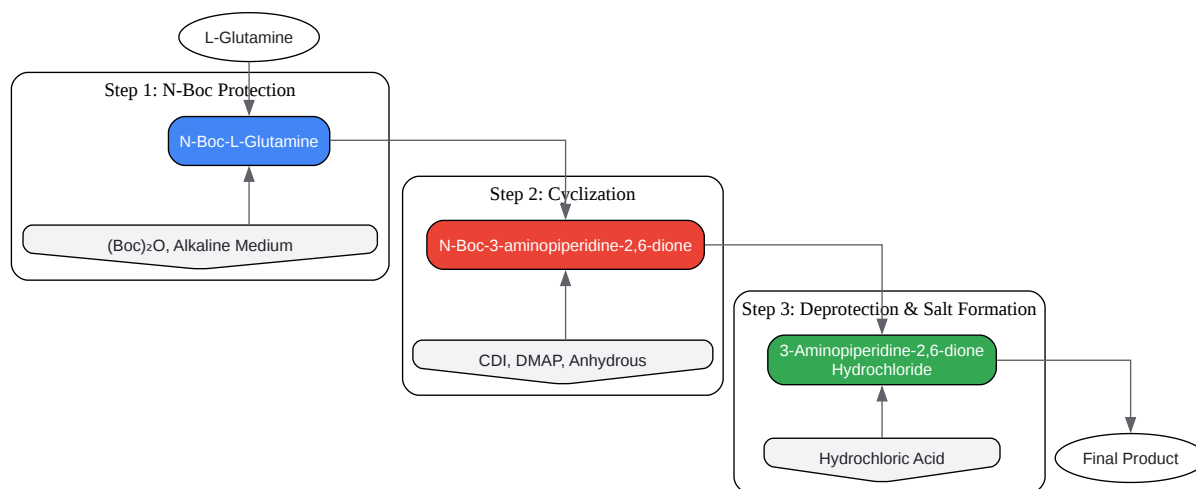 L-Glutamine
Step 1: N-Boc Protection
N-Boc-L-Glutamine
(Boc)₂O, Alkaline Medium
Step 2: Cyclization
N-Boc-3-aminopiperidine-2,6-dione
CDI, DMAP, Anhydrous
Step 3: Deprotection & Salt Formation
3-Aminopiperidine-2,6-dione
Hydrochloride
Hydrochloric Acid
Final Product